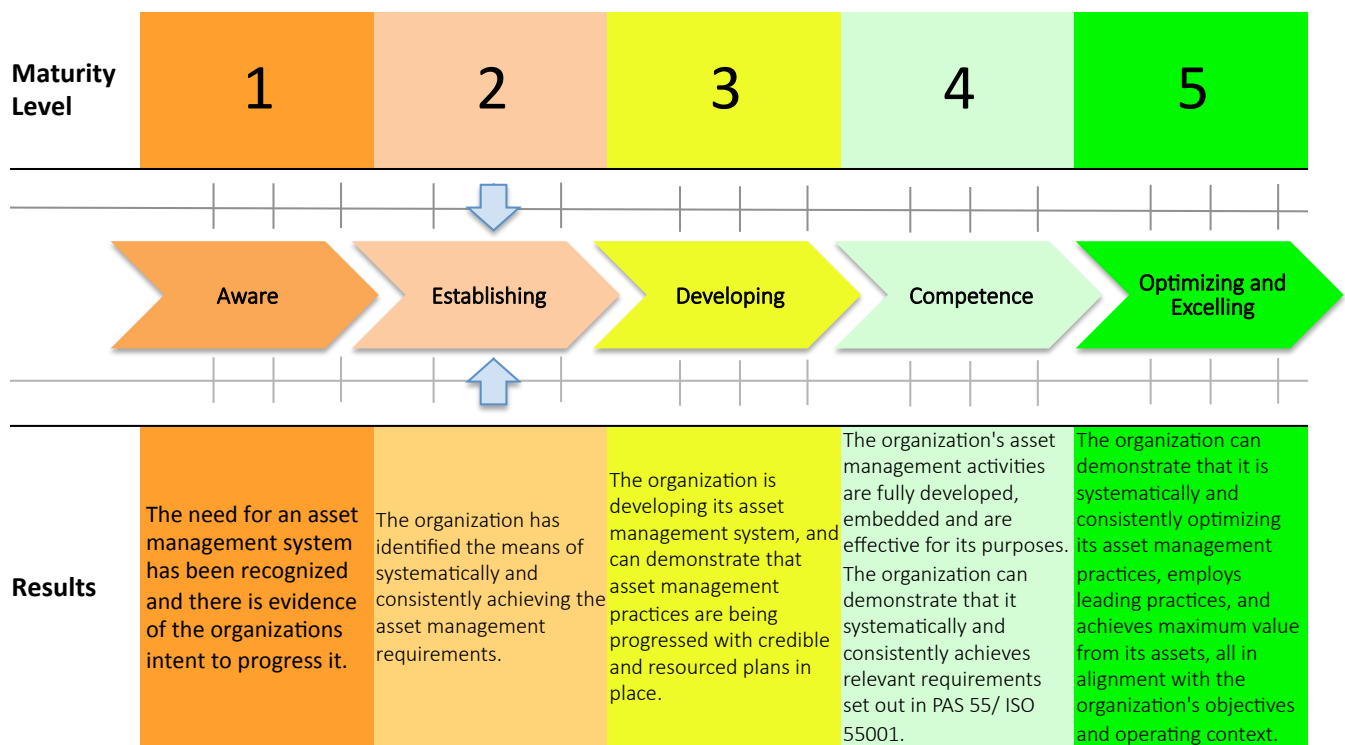 Maturity
Level
1
2
3
4
5
Aware
Establishing
Developing
Competence
Optimizing and
Excelling
Results
The need for an asset
management system
has been recognized
and there is evidence
of the organizations
intent to progress it.
The organization has
identified the means of
systematically and
consistently achieving the
asset management
requirements.
The organization is
developing its asset
management system, and
can demonstrate that
asset management
practices are being
progressed with credible
and resourced plans in
place.
The organization's asset
management activities
are fully developed,
embedded and are
effective for its purposes.
The organization can
demonstrate that it
systematically and
consistently achieves
relevant requirements
set out in PAS 55/ ISO
55001.
The organization can
demonstrate that it is
systematically and
consistently optimizing
its asset management
practices, employs
leading practices, and
achieves maximum value
from its assets, all in
alignment with the
organization's objectives
and operating context.